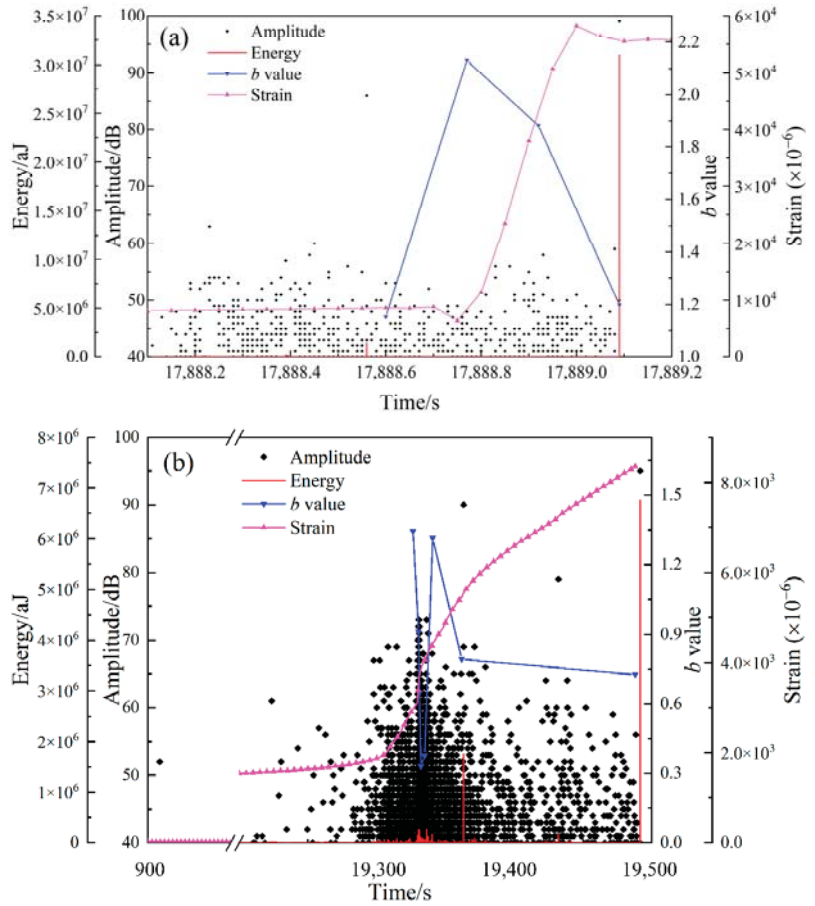 (a)
Amplitude
Energy
b value
Strain
3.5×10⁷
3.0×10⁷
2.5×10⁷
2.0×10⁷
1.5×10⁷
1.0×10⁷
5.0×10⁶
0.0
Energy/aJ
100
90
80
70
60
50
40
Amplitude/dB
2.2
2.0
1.8
1.6
1.4
1.2
1.0
b value
6×10⁴
5×10⁴
4×10⁴
3×10⁴
2×10⁴
1×10⁴
0
Strain (×10⁻⁶)
17,888.2 17,888.4 17,888.6 17,888.8 17,889.0 17,889.2
Time/s
(b)
Amplitude
Energy
b value
Strain
8×10⁶
7×10⁶
6×10⁶
5×10⁶
4×10⁶
3×10⁶
2×10⁶
1×10⁶
0
Energy/aJ
100
95
90
85
80
75
70
65
60
55
50
45
40
Amplitude/dB
1.5
1.2
0.9
0.6
0.3
0.0
b value
8.0×10³
6.0×10³
4.0×10³
2.0×10³
0.0
Strain (×10⁻⁶)
900 19,300 19,400 19,500
Time/s